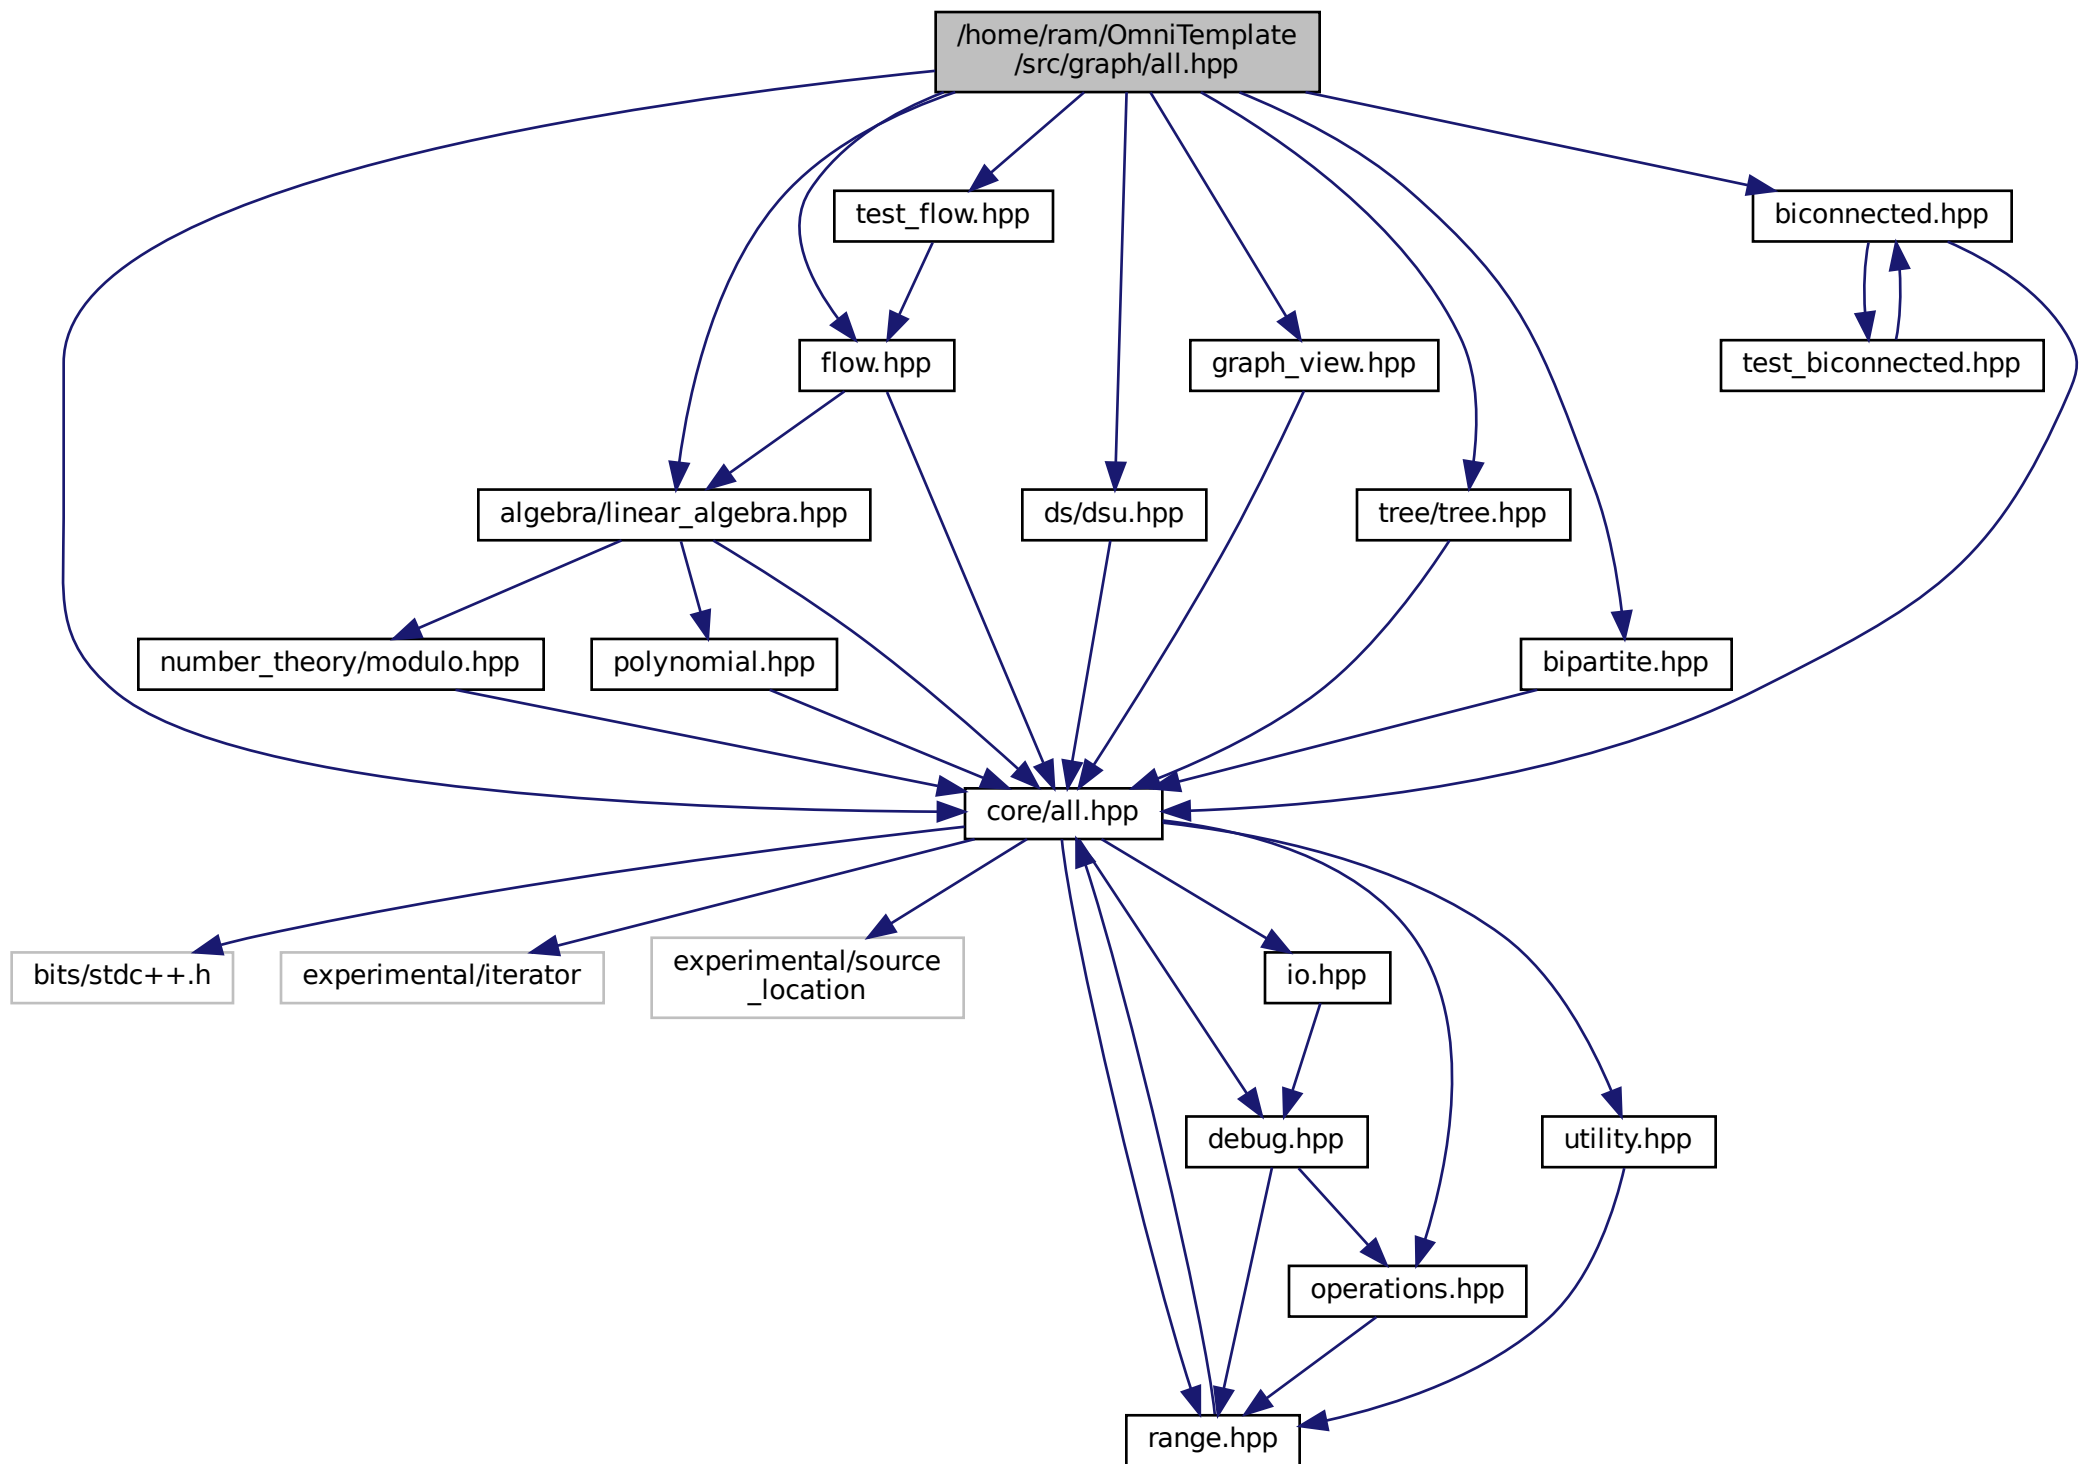 /home/ram/OmniTemplate
/src/graph/all.hpp
test_flow.hpp
biconnected.hpp
flow.hpp
graph_view.hpp
test_biconnected.hpp
algebra/linear_algebra.hpp
ds/dsu.hpp
tree/tree.hpp
number_theory/modulo.hpp
polynomial.hpp
bipartite.hpp
core/all.hpp
bits/stdc++.h
experimental/iterator
experimental/source
_location
io.hpp
debug.hpp
utility.hpp
operations.hpp
range.hpp